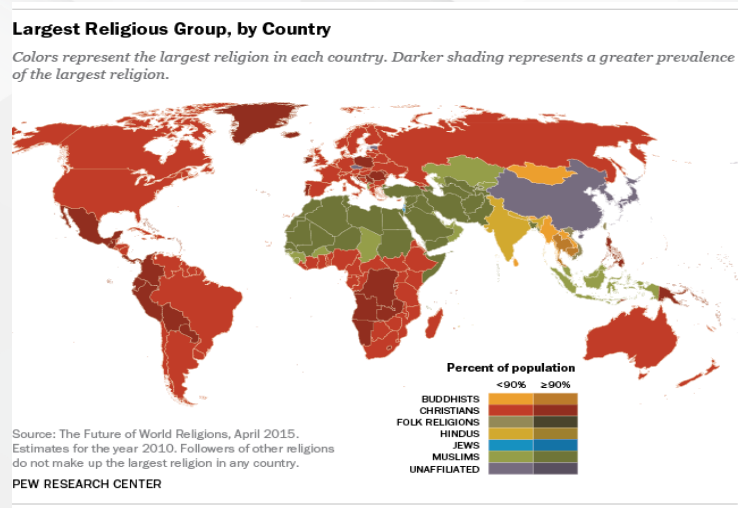 Largest Religious Group, by Country
Colors represent the largest religion in each country. Darker shading represents a greater prevalence
of the largest religion.
Percent of population
<90% ≥90%
BUDDHISTS
CHRISTIANS
FOLK RELIGIONS
HINDUS
JEWS
MUSLIMS
UNAFFILIATED
Source: The Future of World Religions, April 2015.
Estimates for the year 2010. Followers of other religions
do not make up the largest religion in any country.
PEW RESEARCH CENTER